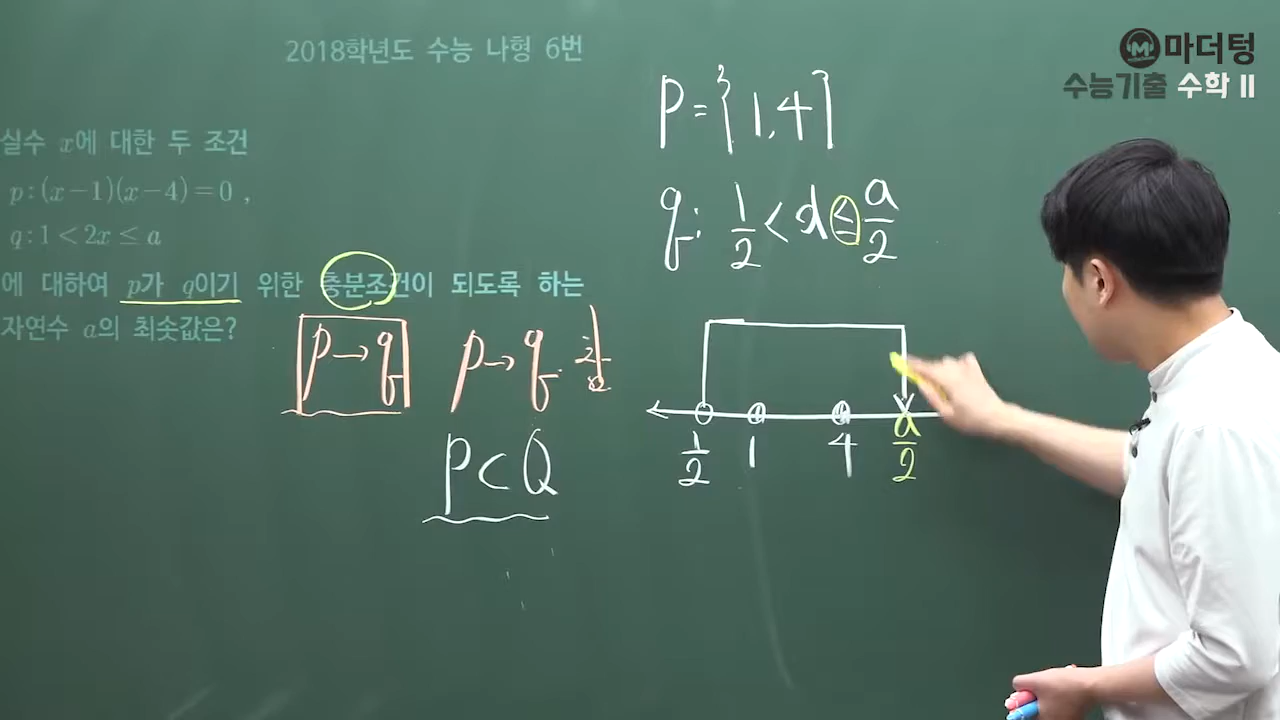 2018학년도 수능 나형 6번
마더텅
수능기출 수학 II
실수 x에 대한 두 조건
p : (x-1)(x-4)=0 ,
q : 1 < 2x ≤ a
에 대하여 p가 q이기 위한 충분조건이 되도록 하는
자연수 a의 최솟값은?
p→q
p→q : 참
P⊂Q
P={1,4}
q: 1/2 < x ≤ a/2
1/2 1 4 a/2